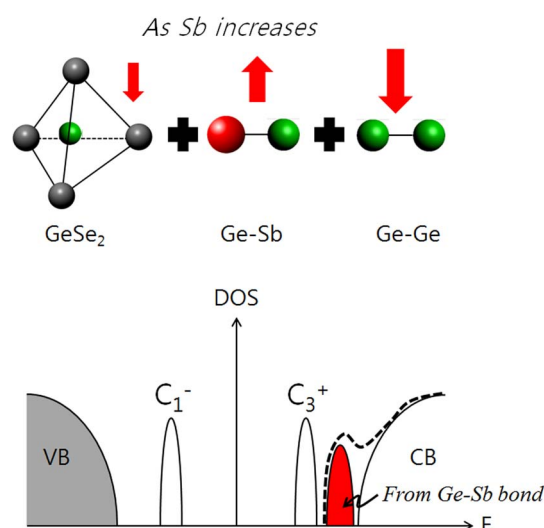 As Sb increases
GeSe₂ Ge-Sb Ge-Ge
DOS
C₁⁻ C₃⁺
VB CB
From Ge-Sb bond
E